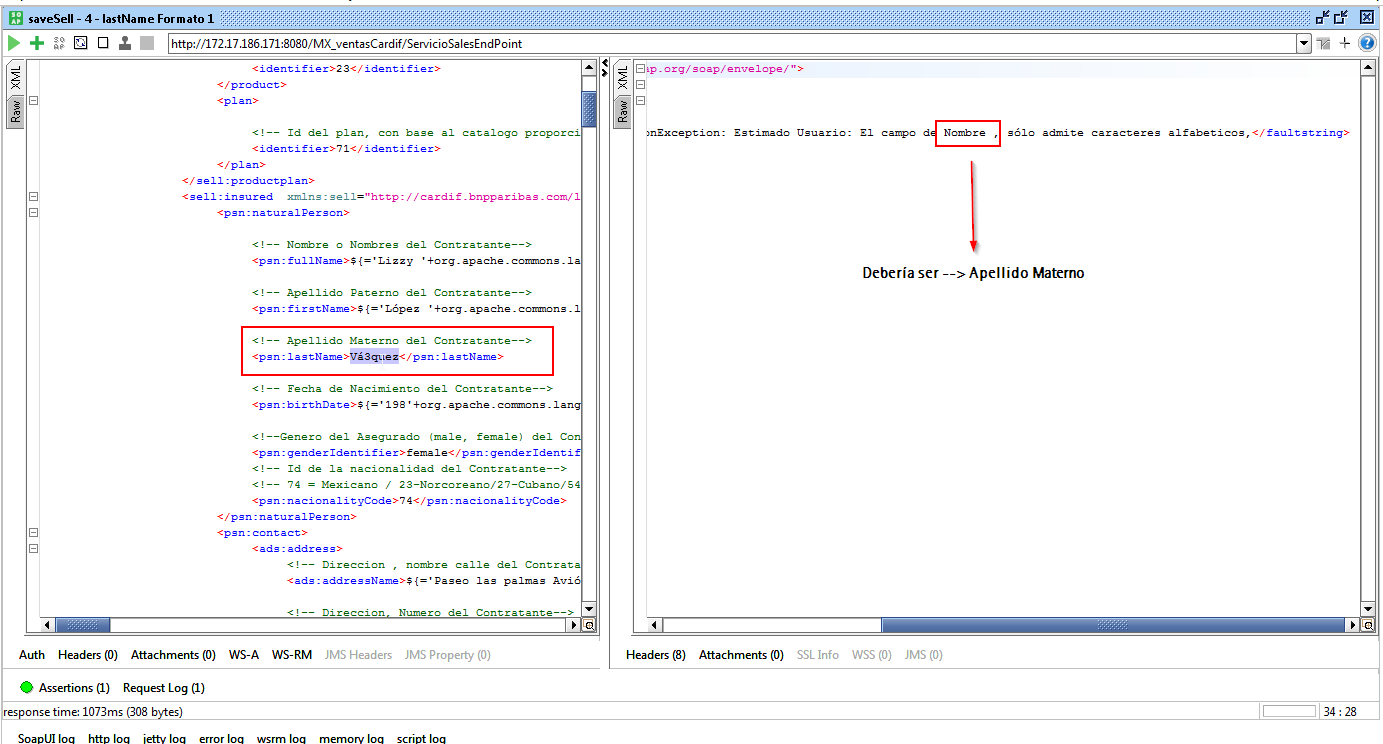 saveSell - 4 - lastName Formato 1
http://172.17.186.171:8080/MX_ventasCardif/ServicioSalesEndPoint
XML
Raw
<identifier>23</identifier>
</product>
<plan>
<!-- Id del plan, con base al catalogo proporci
<identifier>71</identifier>
</plan>
</sell:productplan>
<sell:insured xmlns:sell="http://cardif.bnpparibas.com/l
<psn:naturalPerson>
<!-- Nombre o Nombres del Contratante-->
<psn:fullName>${='Lizzy '+org.apache.commons.la
<!-- Apellido Paterno del Contratante-->
<psn:firstName>${='López '+org.apache.commons.l
<!-- Apellido Materno del Contratante-->
<psn:lastName>Vá3quez</psn:lastName>
<!-- Fecha de Nacimiento del Contratante-->
<psn:birthDate>${='198'+org.apache.commons.lang
<!--Genero del Asegurado (male, female) del Con
<psn:genderIdentifier>female</psn:genderIdentif
<!-- Id de la nacionalidad del Contratante-->
<!-- 74 = Mexicano / 23-Norcoreano/27-Cubano/54
<psn:nacionalityCode>74</psn:nacionalityCode>
</psn:naturalPerson>
<psn:contact>
<ads:address>
<!-- Direccion , nombre calle del Contrata
<ads:addressName>${='Paseo las palmas Avió
<!-- Direccion, Numero del Contratante-->
XML
Raw
ap.org/soap/envelope/">
onException: Estimado Usuario: El campo de Nombre , sólo admite caracteres alfabeticos,</faultstring>
Debería ser --> Apellido Materno
Auth Headers (0) Attachments (0) WS-A WS-RM JMS Headers JMS Property (0)
Headers (8) Attachments (0) SSL Info WSS (0) JMS (0)
Assertions (1) Request Log (1)
response time: 1073ms (308 bytes)
34 : 28
SoapUI log http log jetty log error log wsrm log memory log script log